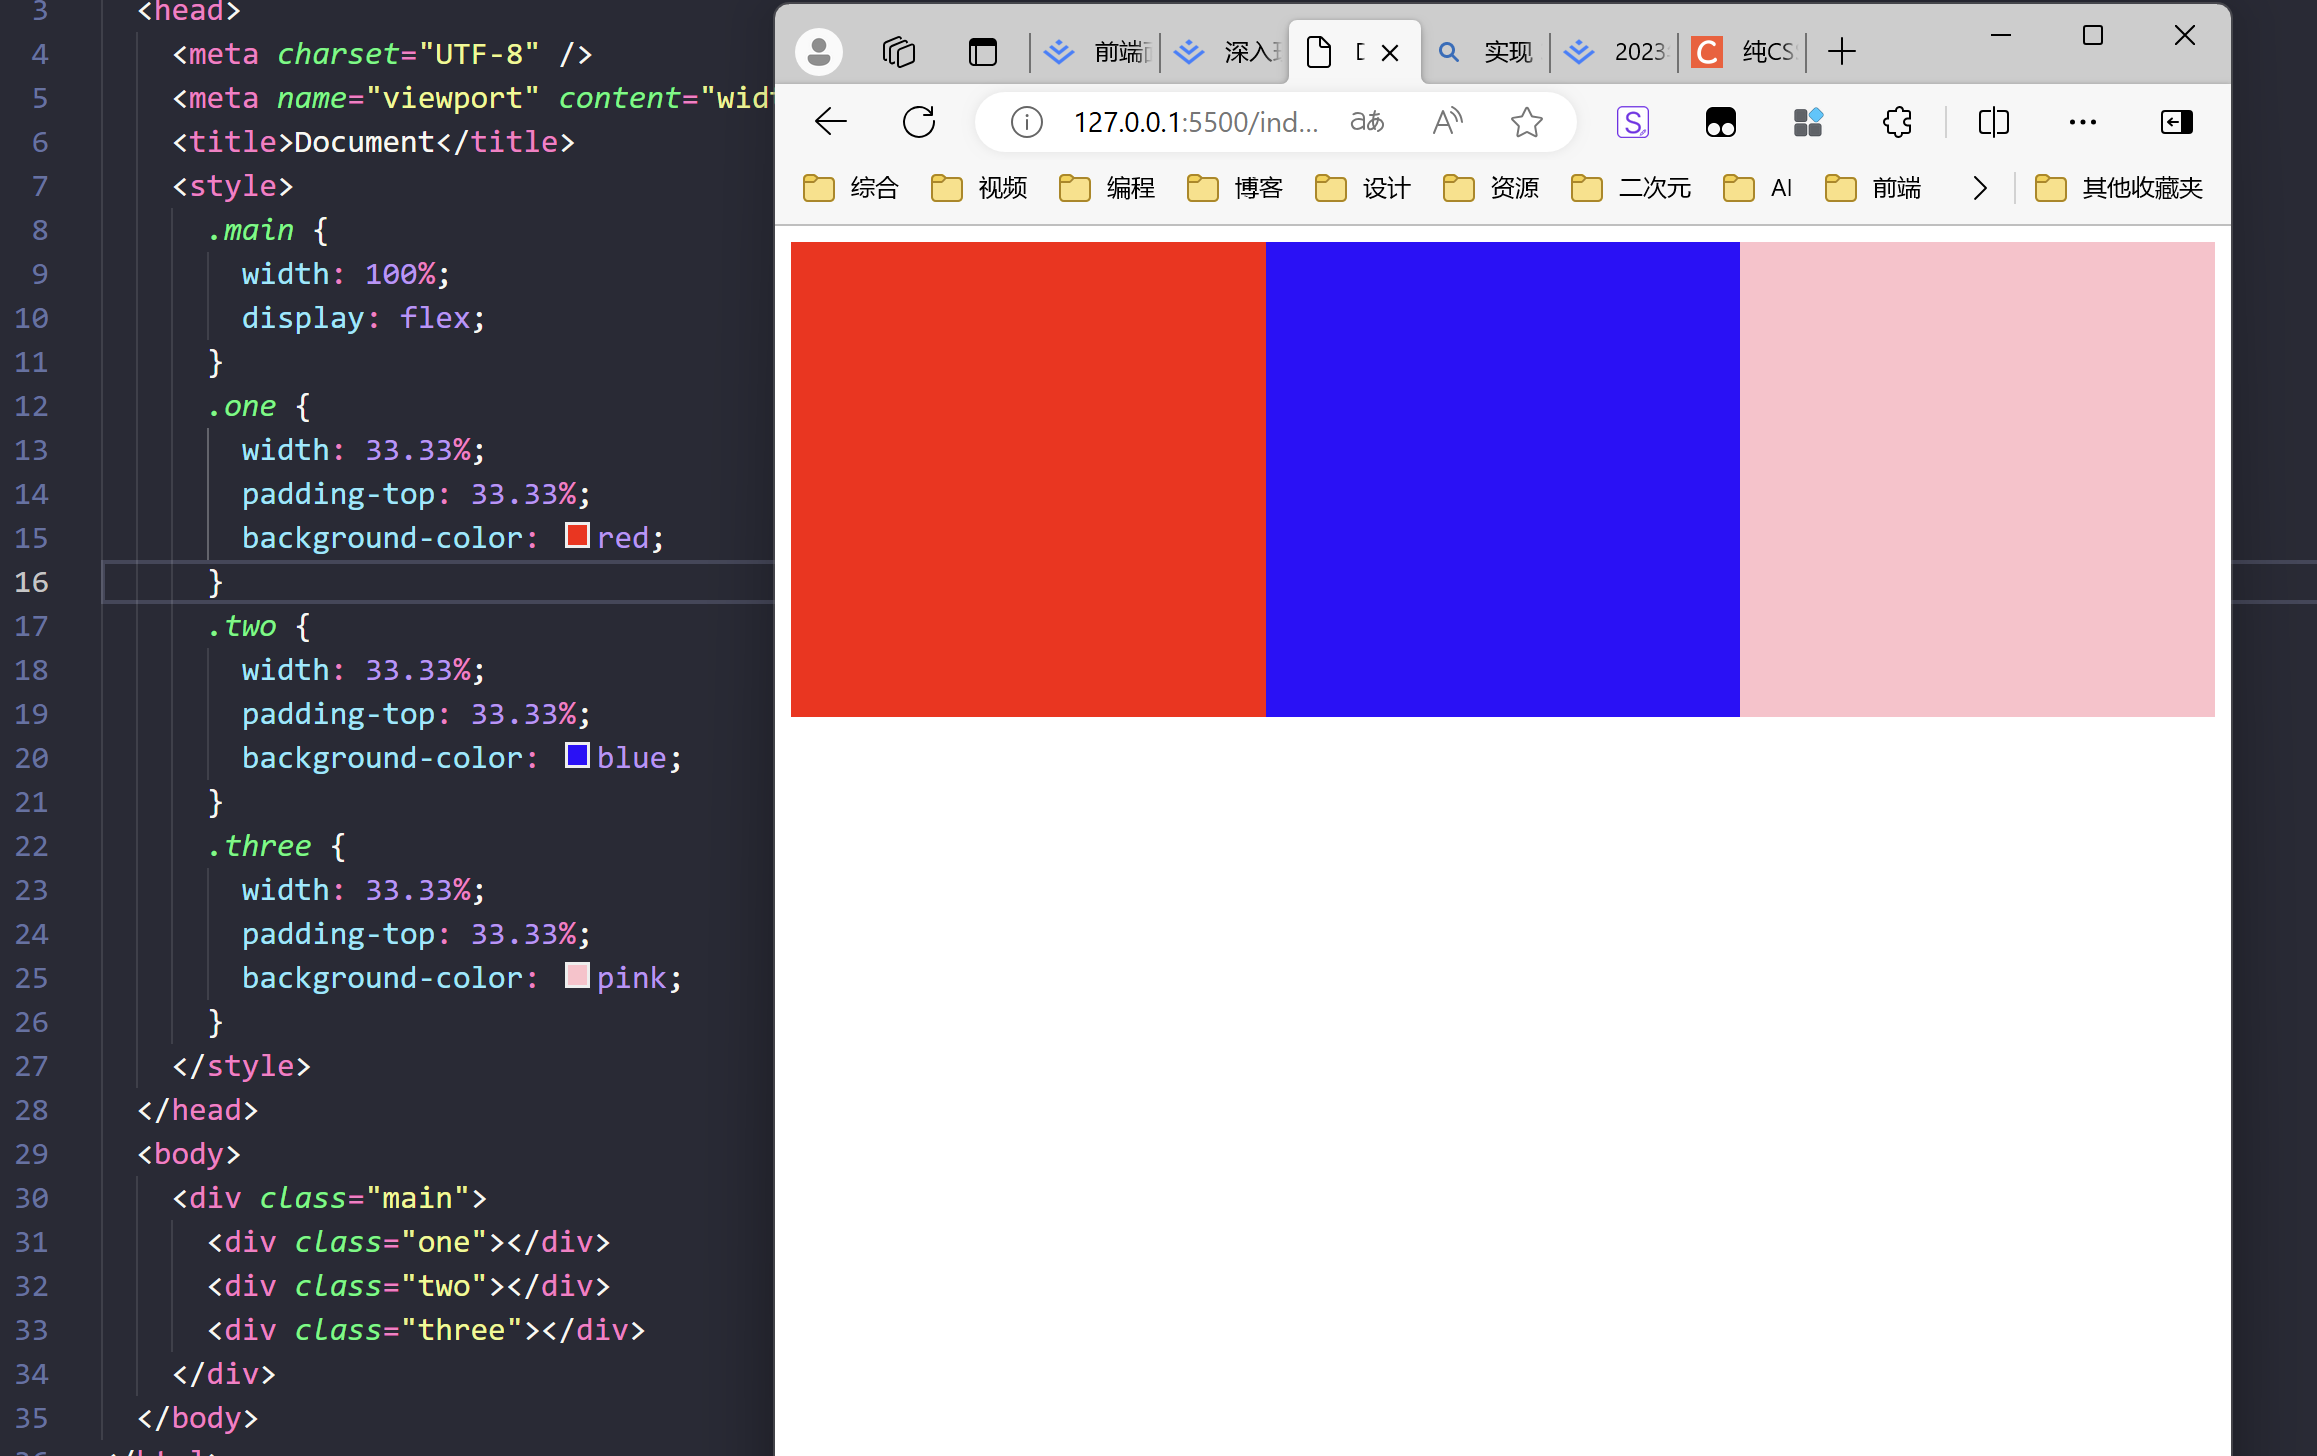 3 <head>
4 <meta charset="UTF-8" />
5 <meta name="viewport" content="widt
6 <title>Document</title>
7 <style>
8 .main {
9 width: 100%;
10 display: flex;
11 }
12 .one {
13 width: 33.33%;
14 padding-top: 33.33%;
15 background-color: red;
16 }
17 .two {
18 width: 33.33%;
19 padding-top: 33.33%;
20 background-color: blue;
21 }
22 .three {
23 width: 33.33%;
24 padding-top: 33.33%;
25 background-color: pink;
26 }
27 </style>
28 </head>
29 <body>
30 <div class="main">
31 <div class="one"></div>
32 <div class="two"></div>
33 <div class="three"></div>
34 </div>
35 </body>
前端 深入 实现 2023 纯CS
127.0.0.1:5500/ind... aあ A
综合 视频 编程 博客 设计 资源 二次元 AI 前端 其他收藏夹